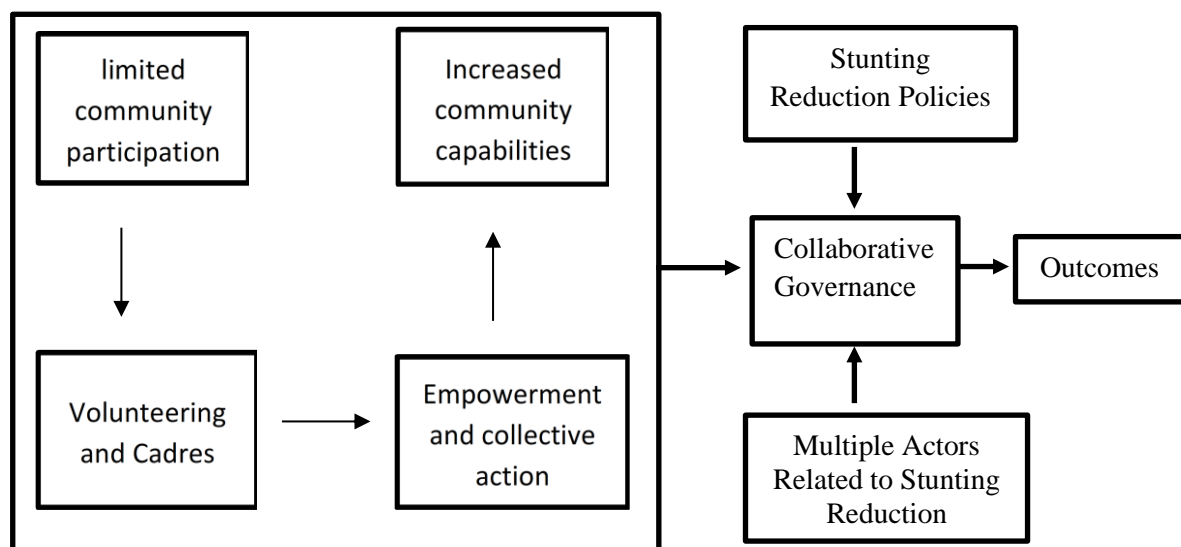 limited
community
participation
Increased
community
capabilities
Volunteering
and Cadres
Empowerment
and collective
action
Stunting
Reduction Policies
Collaborative
Governance
Outcomes
Multiple Actors
Related to Stunting
Reduction